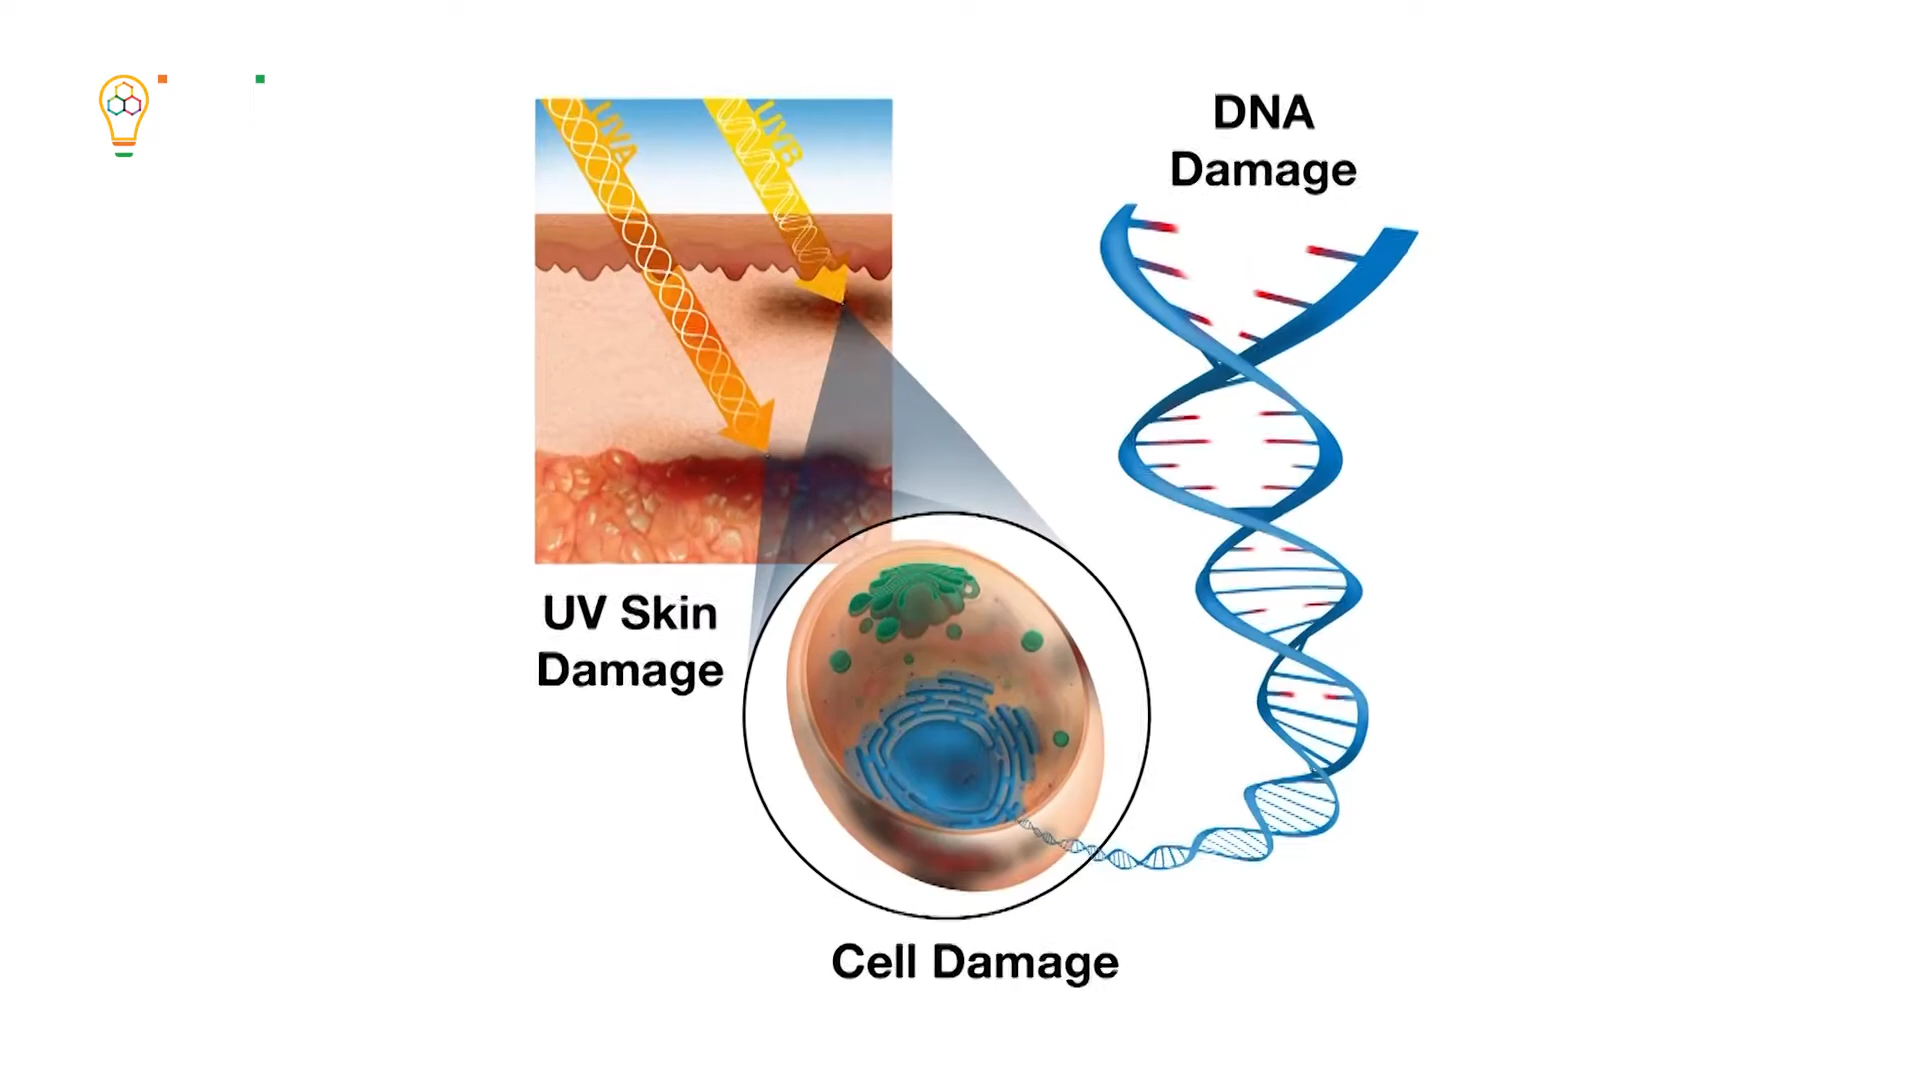 UVA
UVB
DNA
Damage
UV Skin
Damage
Cell Damage